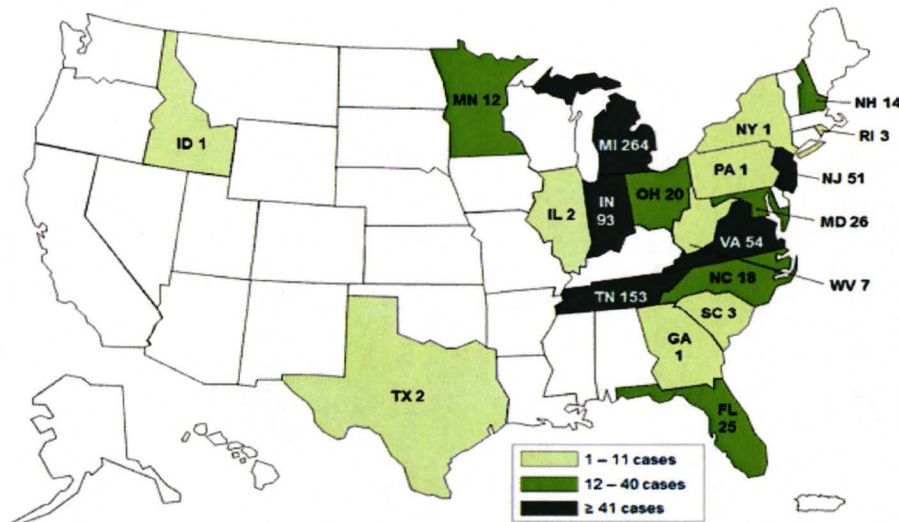 MN 12
NH 14
ID 1
NY 1
RI 3
MI 264
PA 1
NJ 51
IL 2
IN
93
OH 20
MD 26
VA 54
WV 7
NC 18
TN 153
SC 3
GA
1
TX 2
FL
25
1 – 11 cases
12 – 40 cases
≥ 41 cases